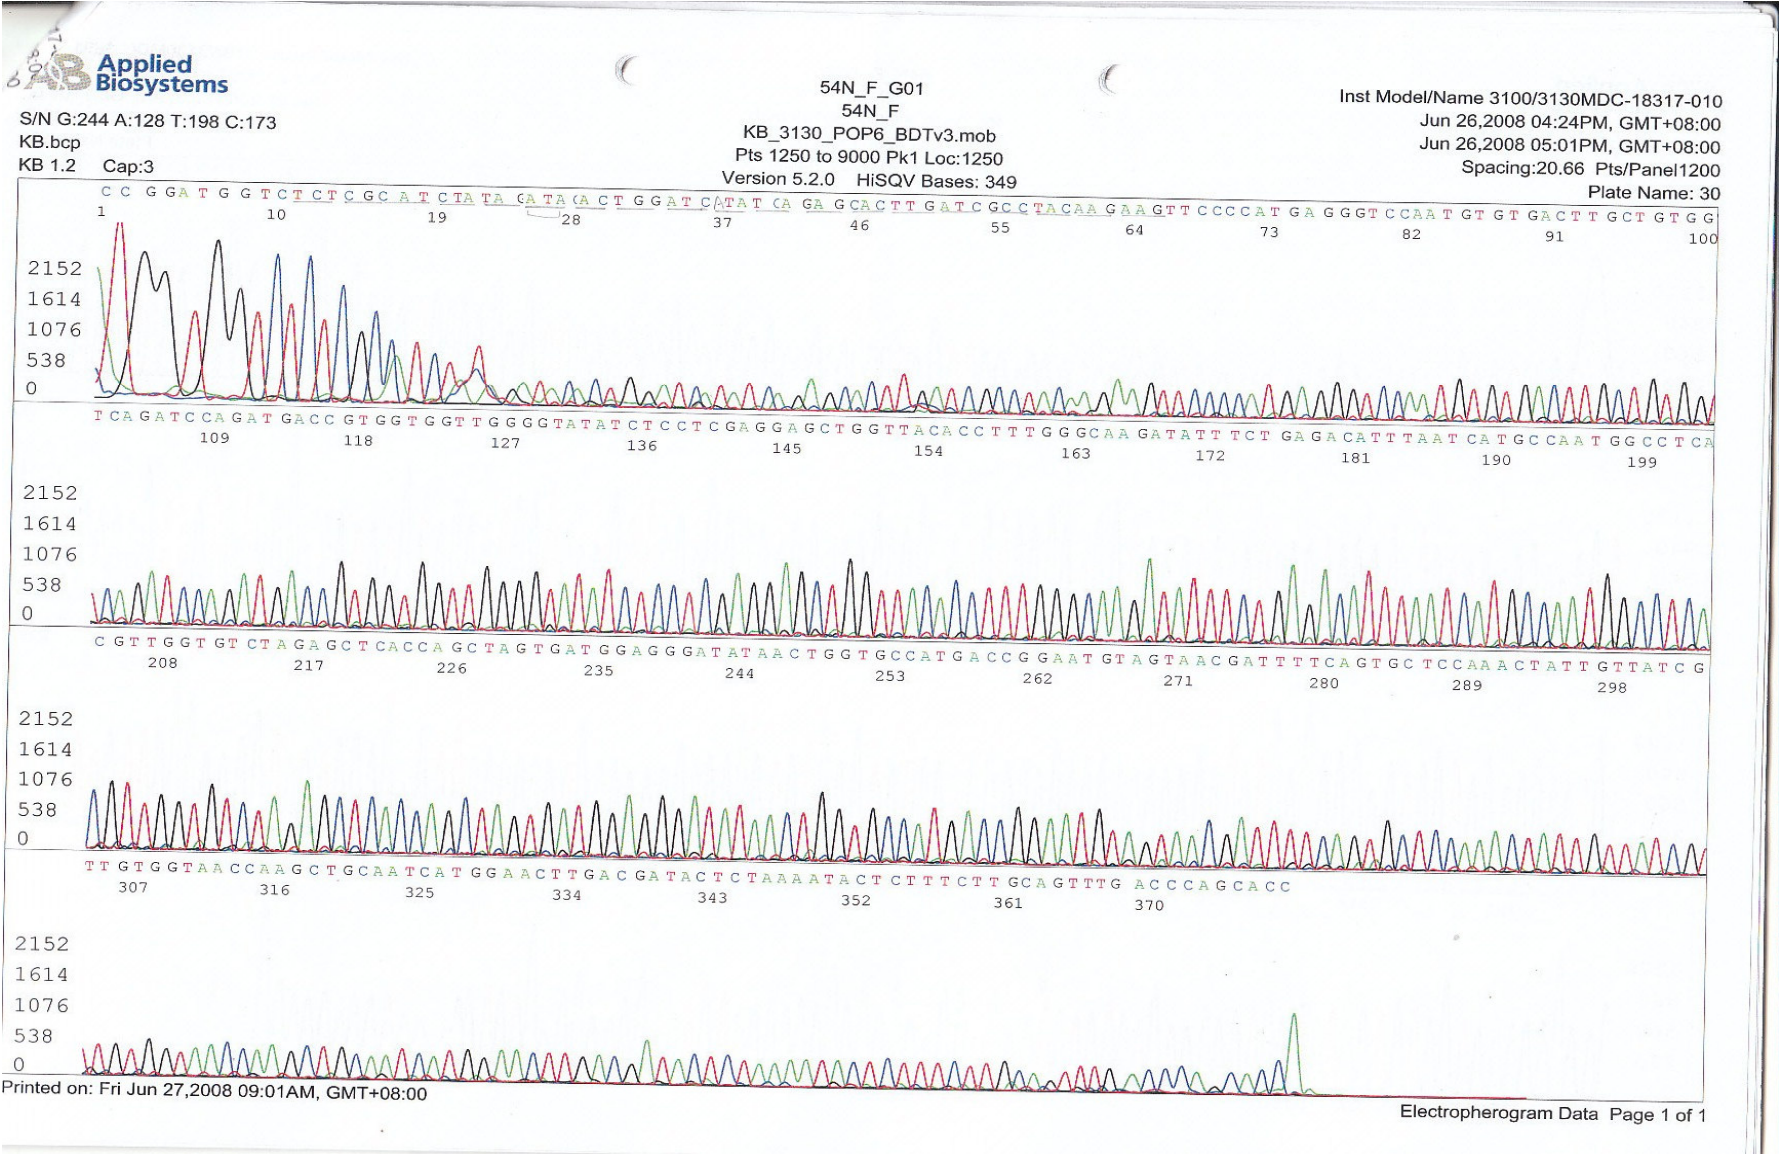 Applied
Biosystems
S/N G:244 A:128 T:198 C:173
KB.bcp
KB 1.2 Cap:3
54N_F_G01
54N_F
KB_3130_POP6_BDTv3.mob
Pts 1250 to 9000 Pk1 Loc:1250
Version 5.2.0 HiSQV Bases: 349
Inst Model/Name 3100/3130MDC-18317-010
Jun 26,2008 04:24PM, GMT+08:00
Jun 26,2008 05:01PM, GMT+08:00
Spacing:20.66 Pts/Panel1200
Plate Name: 30
C C G G A T G G T C T C T C G C A T C T A T A G A T A C A C T G G A T C A T A T C A G A G C A C T T G A T C G C C T A C A A G A A G T T C C C C A T G A G G G T C C A A T G T G T G A C T T G C T G T G G
1 10 19 28 37 46 55 64 73 82 91 100
2152
1614
1076
538
0
T C A G A T C C A G A T G A C C G T G G T G G T T G G G G T A T A T C T C C T C G A G G A G C T G G T T A C A C C T T T G G G C A A G A T A T T T C T G A G A C A T T T A A T C A T G C C A A T G G C C T C A
109 118 127 136 145 154 163 172 181 190 199
2152
1614
1076
538
0
C G T T G G T G T C T A G A G C T C A C C A G C T A G T G A T G G A G G G A T A T A A C T G G T G C C A T G A C C G G A A T G T A G T A A C G A T T T T C A G T G C T C C A A A C T A T T G T T A T C G
208 217 226 235 244 253 262 271 280 289 298
2152
1614
1076
538
0
T T G T G G T A A C C A A G C T G C A A T C A T G G A A C T T G A C G A T A C T C T A A A A T A C T C T T T C T T G C A G T T T G A C C C A G C A C C
307 316 325 334 343 352 361 370
2152
1614
1076
538
0
Printed on: Fri Jun 27,2008 09:01AM, GMT+08:00
Electropherogram Data Page 1 of 1